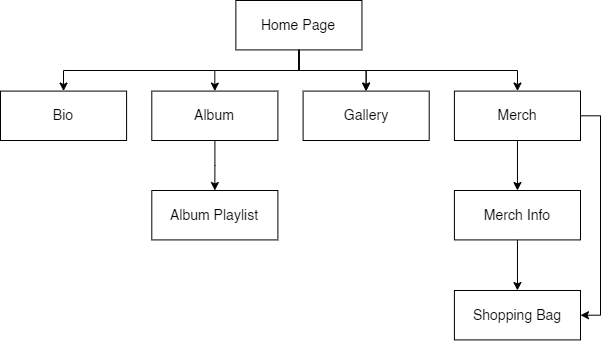 Home Page
Bio
Album
Gallery
Merch
Album Playlist
Merch Info
Shopping Bag